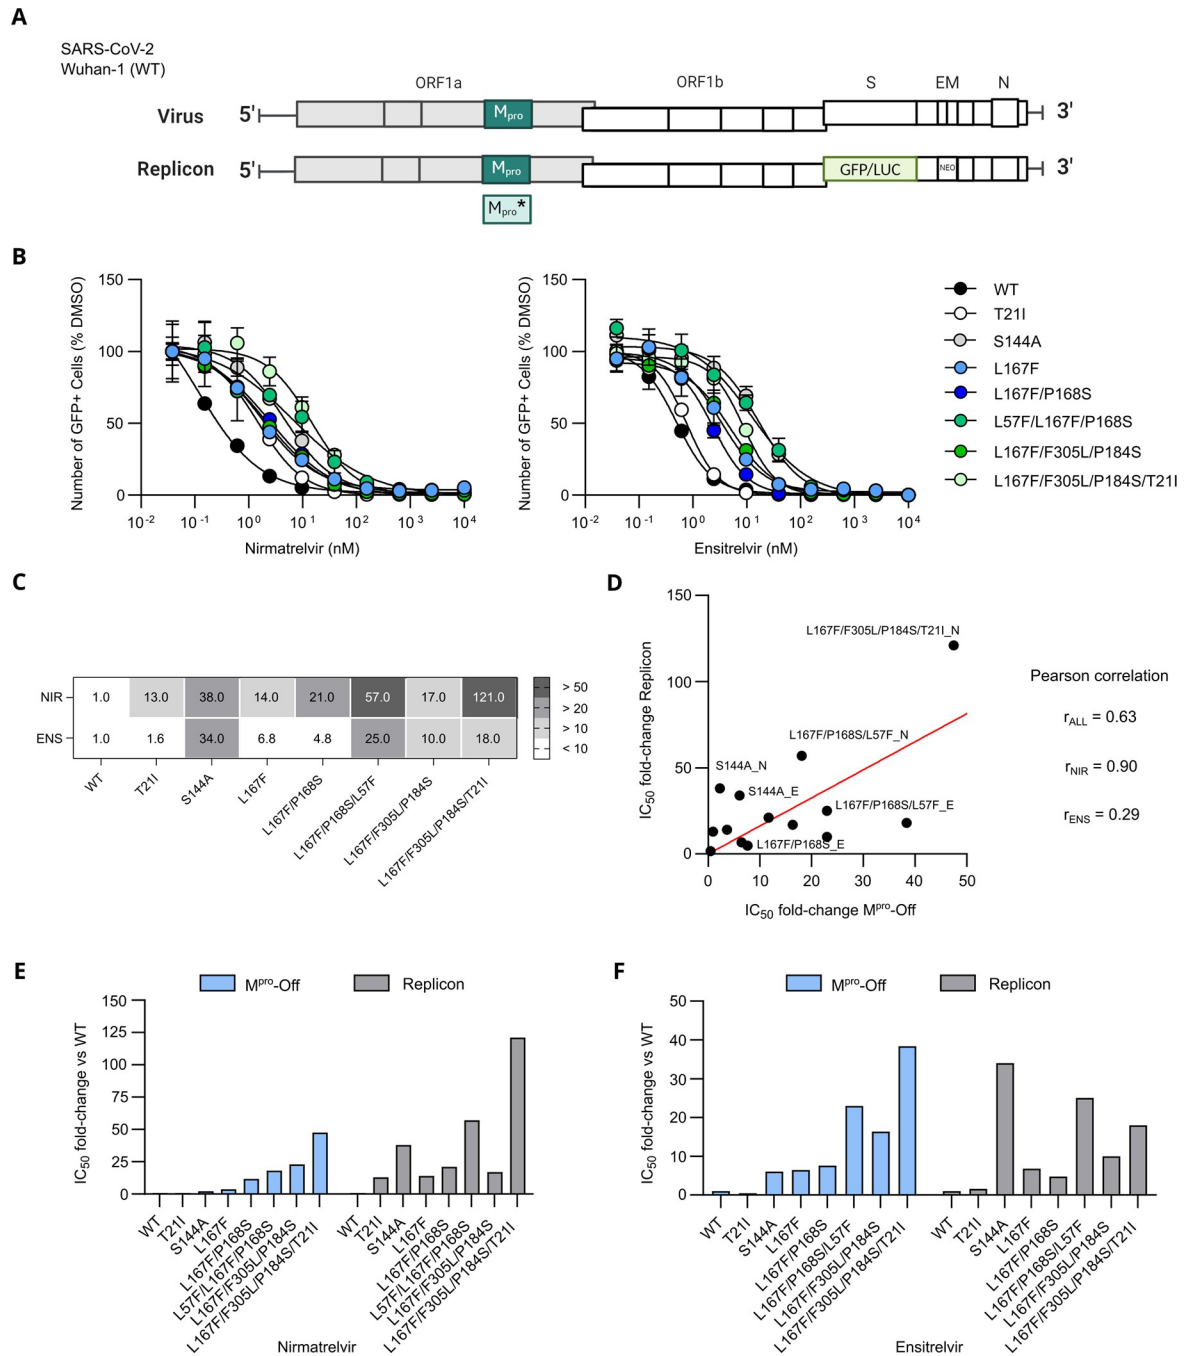 A
SARS-CoV-2
Wuhan-1 (WT)
ORF1a
ORF1b
S
EM
N
Virus
5'
Mpro
3'
Replicon
5'
Mpro
GFP/LUC
NEO
3'
Mpro*
B
Number of GFP+ Cells (% DMSO)
150
100
50
0
10-2
10-1
100
101
102
103
104
Nirmatrelvir (nM)
Number of GFP+ Cells (% DMSO)
150
100
50
0
10-2
10-1
100
101
102
103
104
Ensitrelvir (nM)
WT
T21I
S144A
L167F
L167F/P168S
L57F/L167F/P168S
L167F/F305L/P184S
L167F/F305L/P184S/T21I
C
NIR
1.0
13.0
38.0
14.0
21.0
57.0
17.0
121.0
ENS
1.0
1.6
34.0
6.8
4.8
25.0
10.0
18.0
> 50
> 20
> 10
< 10
WT
T21I
S144A
L167F
L167F/P168S
L167F/P168S/L57F
L167F/F305L/P184S
L167F/F305L/P184S/T21I
D
IC50 fold-change Replicon
150
100
50
0
L167F/F305L/P184S/T21I_N
L167F/P168S/L57F_N
S144A_N
S144A_E
L167F/P168S/L57F_E
L167F/P168S_E
0
10
20
30
40
50
IC50 fold-change Mpro-Off
Pearson correlation
rALL = 0.63
rNIR = 0.90
rENS = 0.29
E
Mpro-Off
Replicon
IC50 fold-change vs WT
150
125
100
75
50
25
0
WT
T21I
S144A
L167F
L167F/P168S
L57F/L167F/P168S
L167F/F305L/P184S
L167F/F305L/P184S/T21I
WT
T21I
S144A
L167F
L167F/P168S
L57F/L167F/P168S
L167F/F305L/P184S
L167F/F305L/P184S/T21I
Nirmatrelvir
F
Mpro-Off
Replicon
IC50 fold-change vs WT
50
40
30
20
10
0
WT
T21I
S144A
L167F
L167F/P168S
L167F/P168S/L57F
L167F/F305L/P184S
L167F/F305L/P184S/T21I
WT
T21I
S144A
L167F
L167F/P168S
L167F/P168S/L57F
L167F/F305L/P184S
L167F/F305L/P184S/T21I
Ensitrelvir